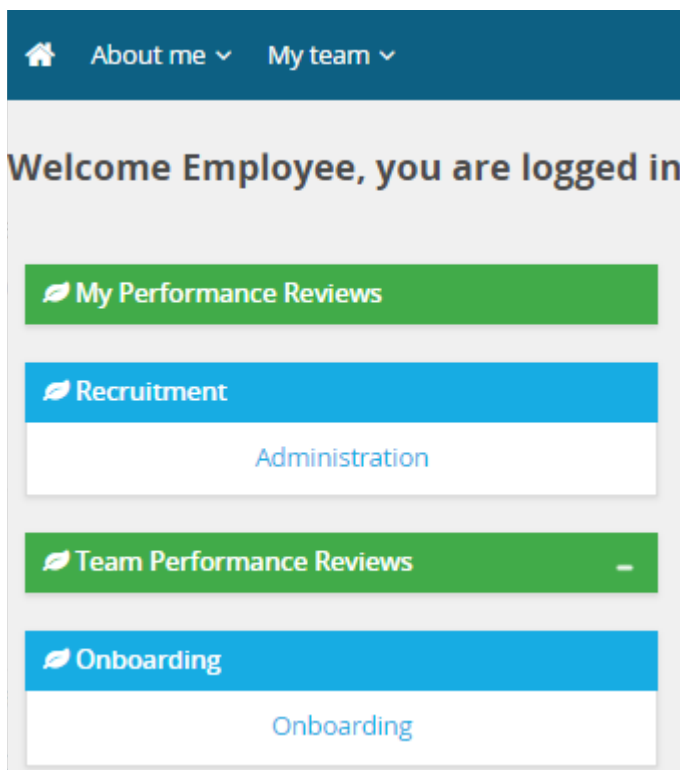 About me My team
Welcome Employee, you are logged in
My Performance Reviews
Recruitment
Administration
Team Performance Reviews
Onboarding
Onboarding